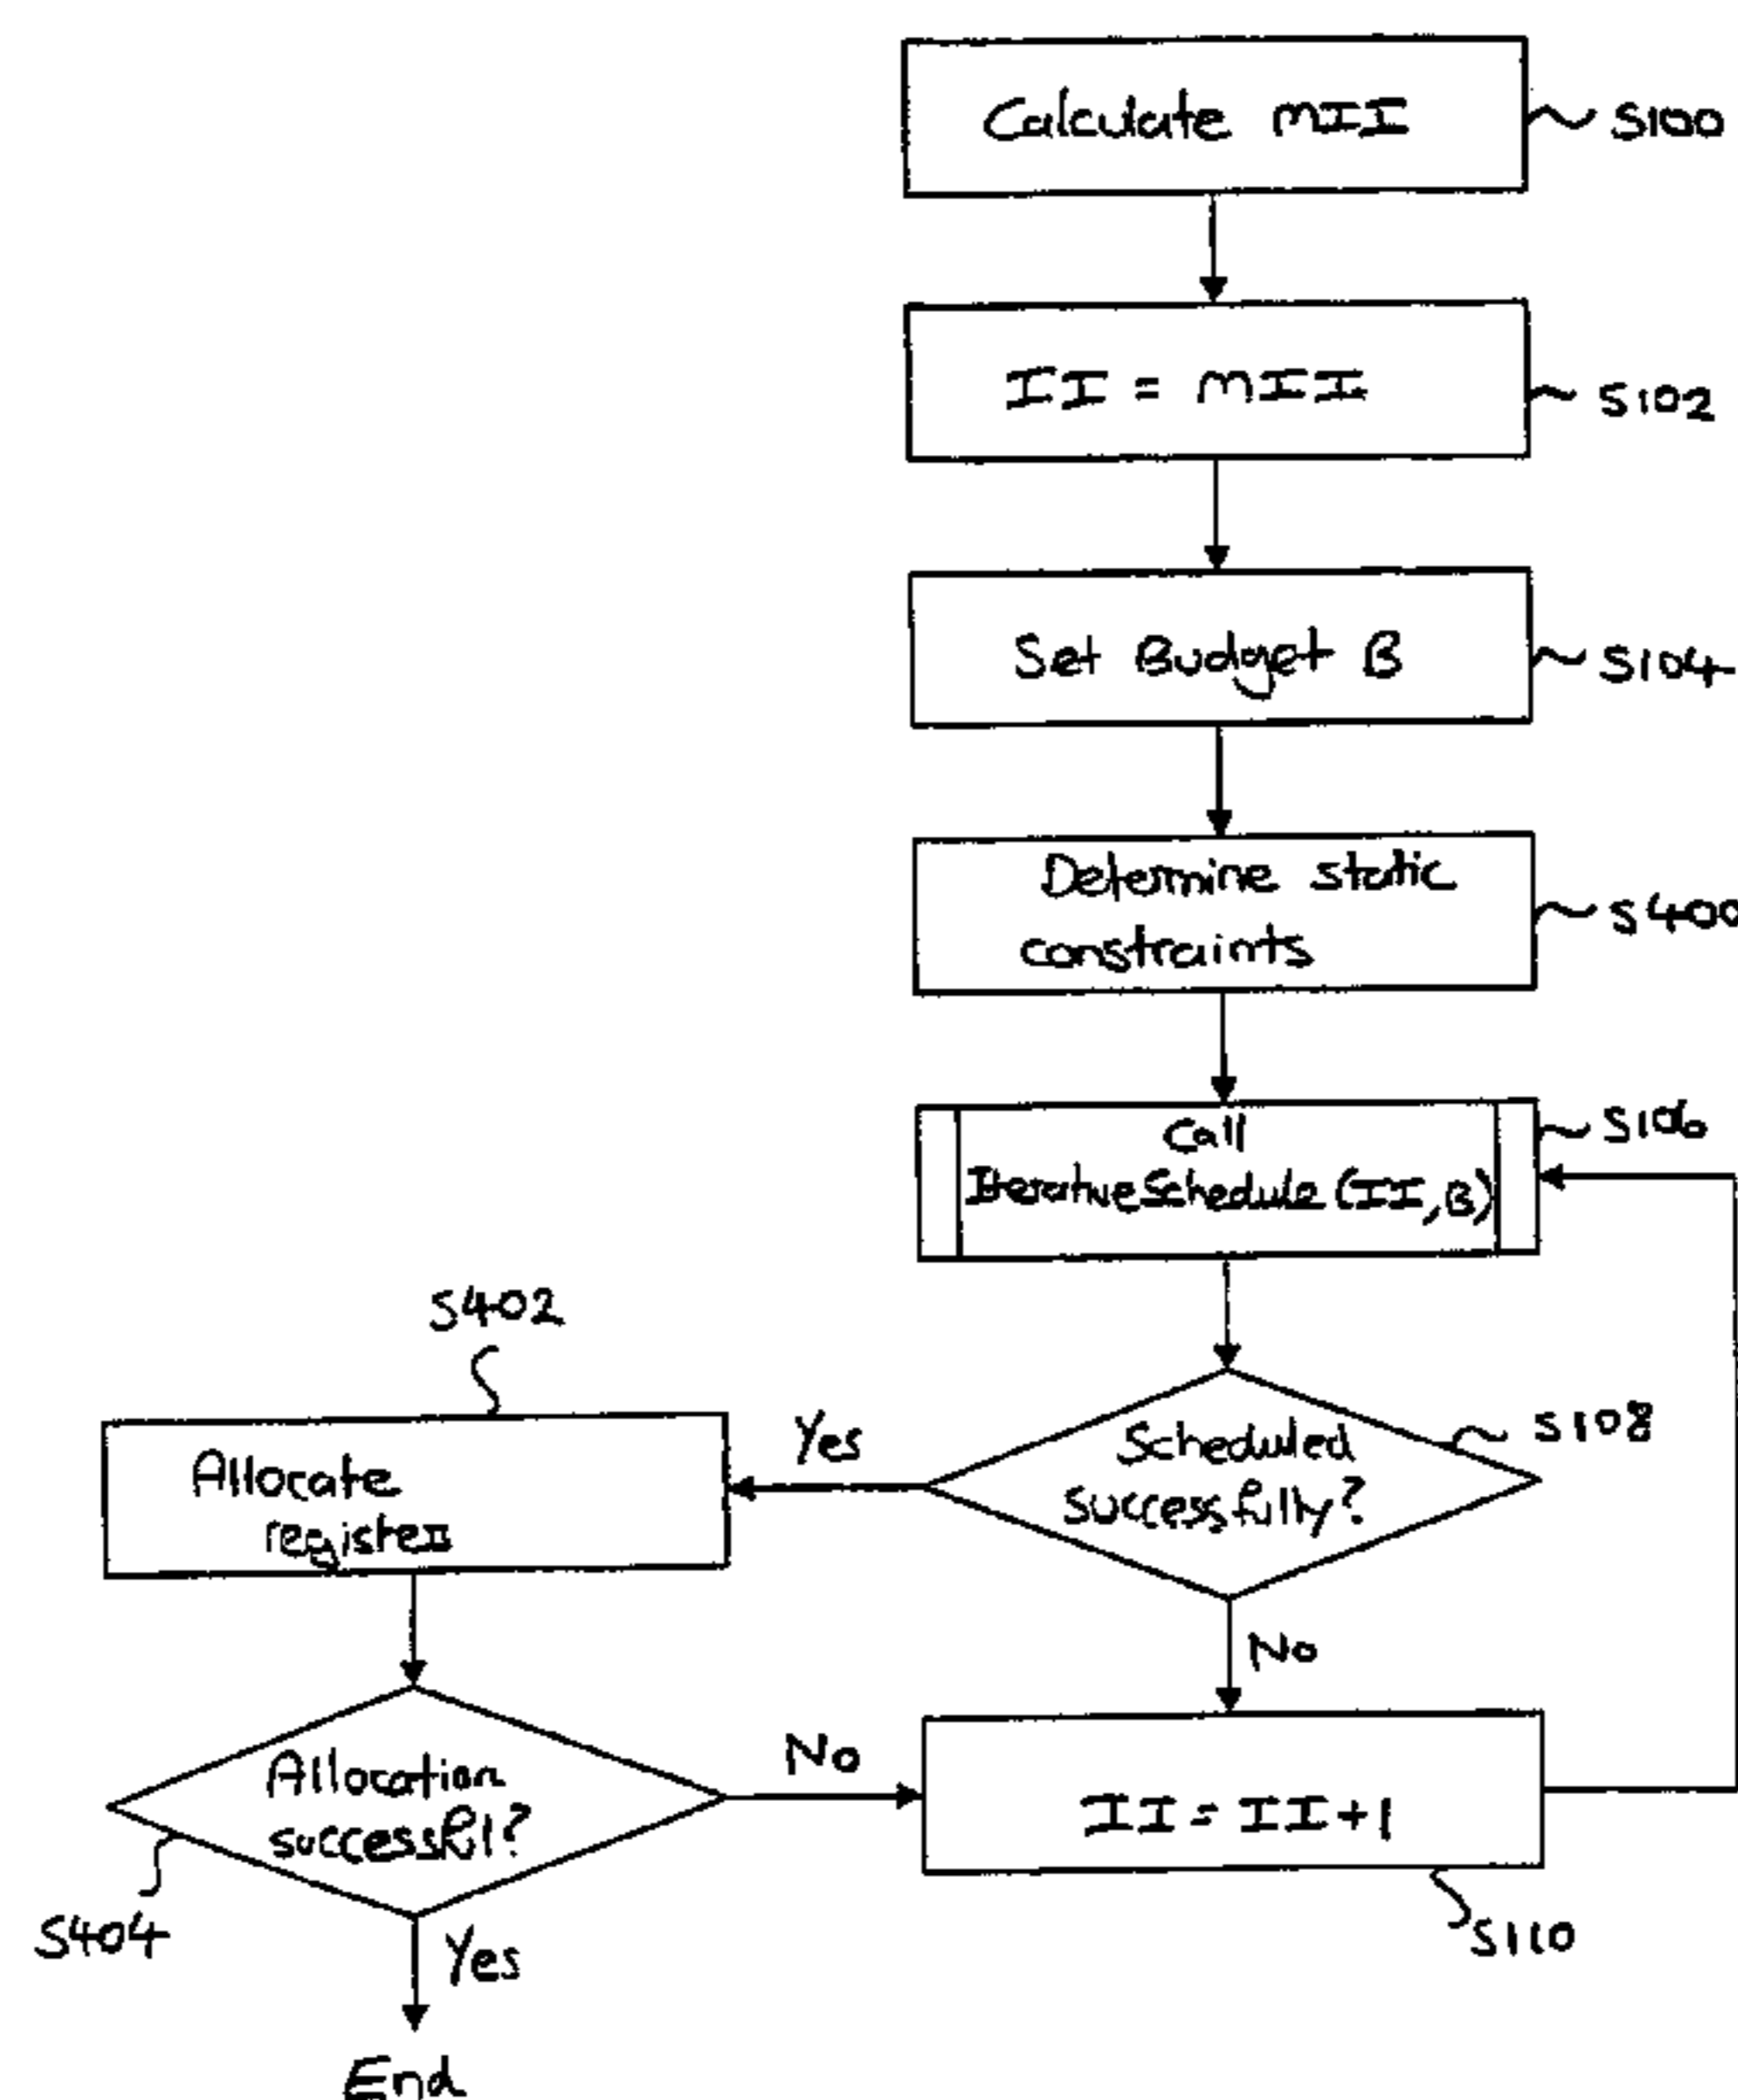 Calculate MII
S100
II = MII
S102
Set Budget B
S104
Determine static
constraints
S400
Call
IterativeSchedule (II, B)
S106
S402
Allocate
registers
Yes
Scheduled
successfully?
S108
No
Allocation
successful?
No
II = II + 1
S404
Yes
S110
End